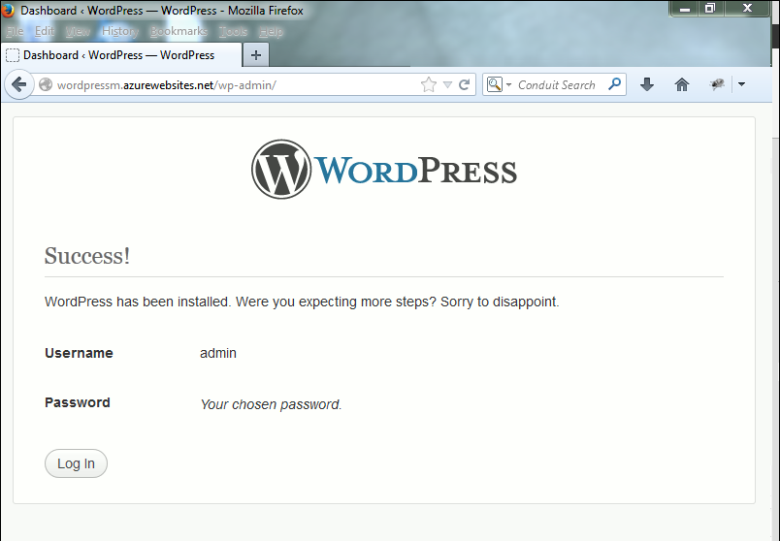 Dashboard ‹ WordPress — WordPress - Mozilla Firefox
File Edit View History Bookmarks Tools Help
Dashboard ‹ WordPress — WordPress
wordpressm.azurewebsites.net/wp-admin/ Conduit Search
WORDPRESS
Success!
WordPress has been installed. Were you expecting more steps? Sorry to disappoint.
Username admin
Password Your chosen password.
Log In